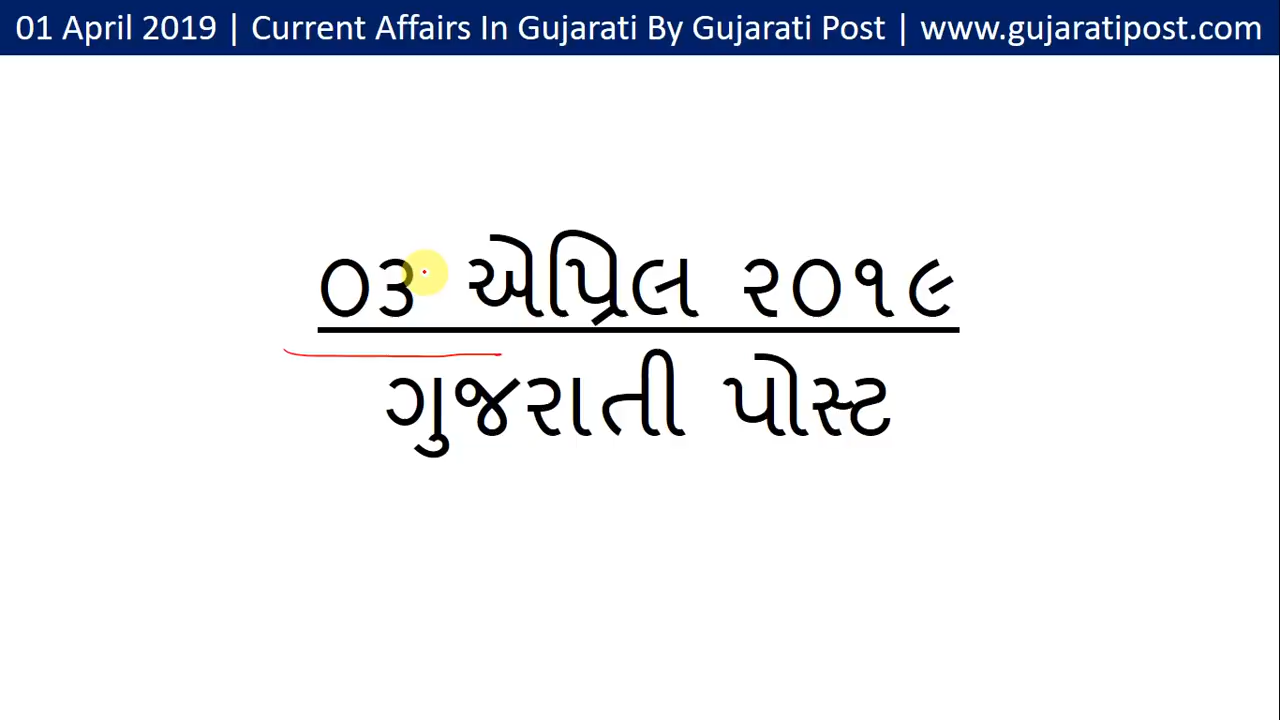 01 April 2019 | Current Affairs In Gujarati By Gujarati Post | www.gujaratipost.com
૦૩ એપ્રિલ ૨૦૧૯
ગુજરાતી પોસ્ટ